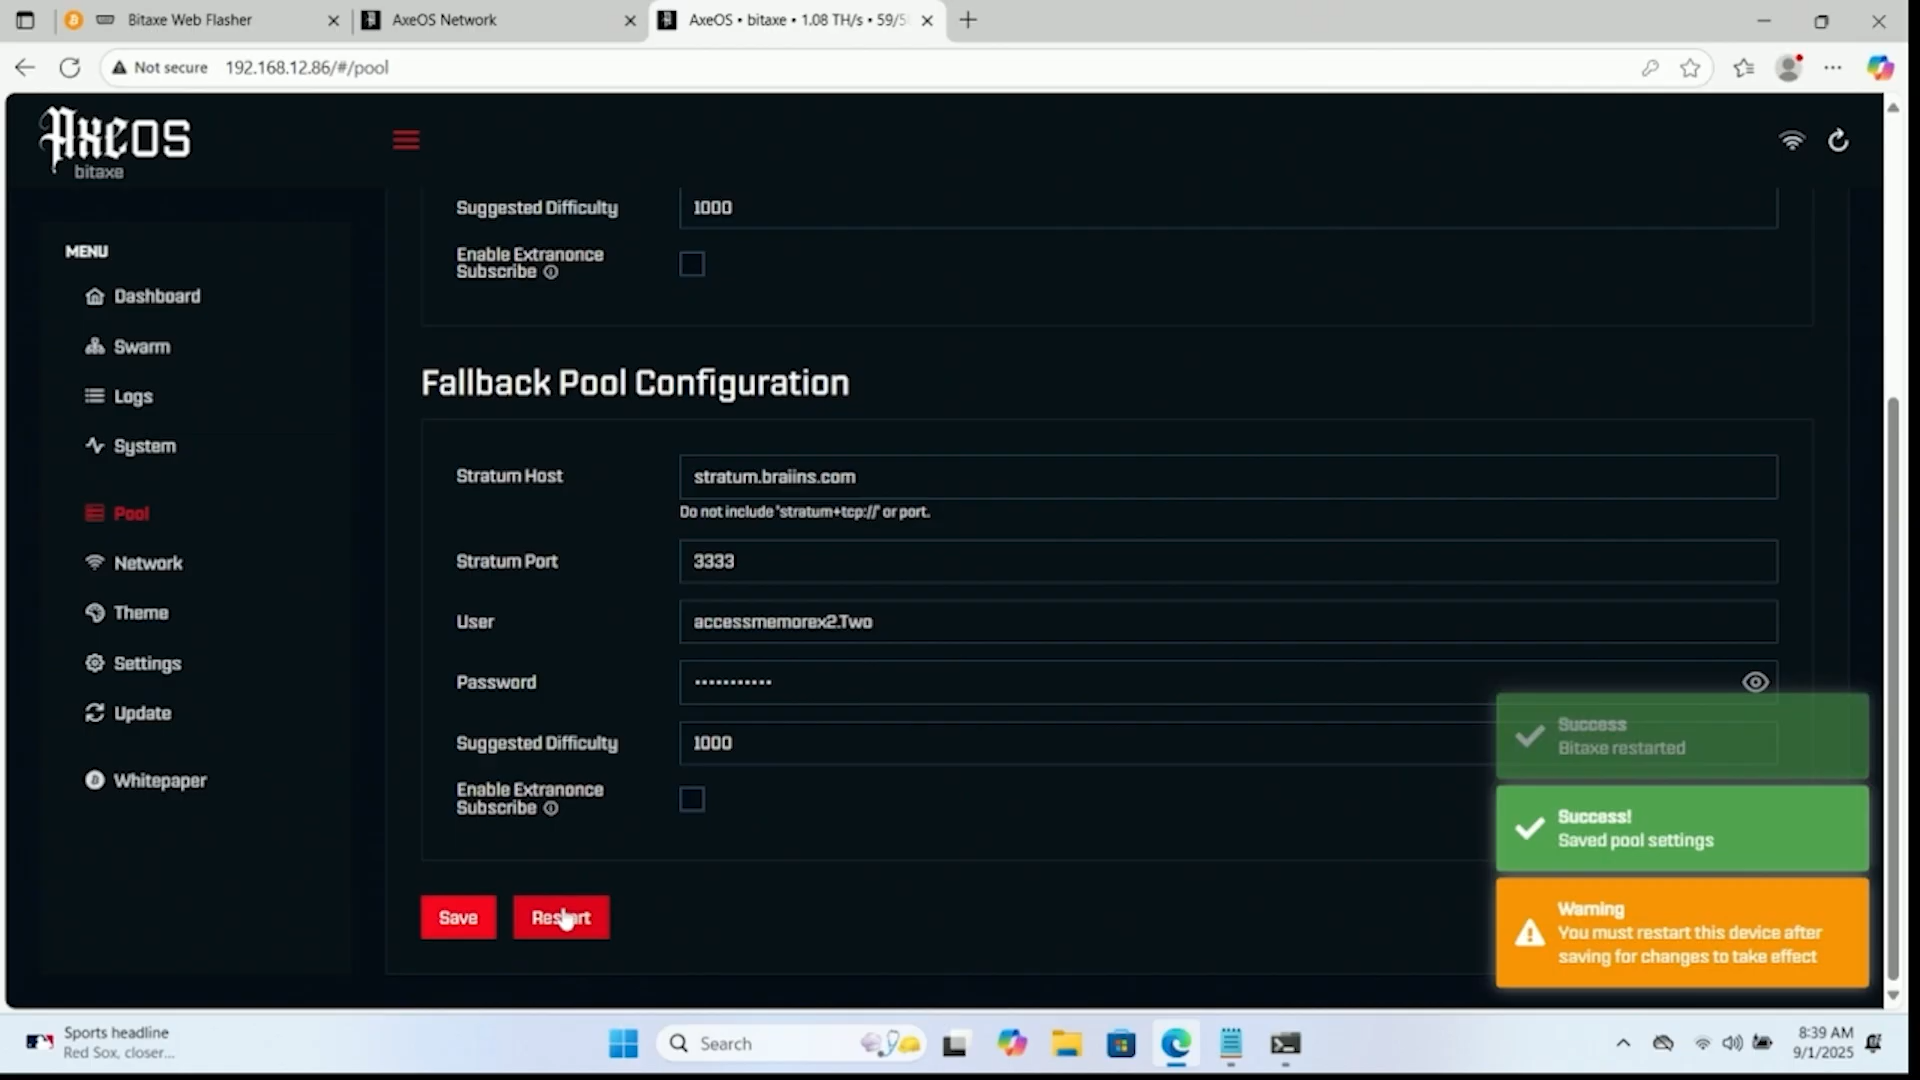 Bitaxe Web Flasher
AxeOS Network
AxeOS • bitaxe • 1.08 TH/s • 59/5
Not secure
192.168.12.86/#/pool
AxeOS
bitaxe
MENU
Dashboard
Swarm
Logs
System
Pool
Network
Theme
Settings
Update
Whitepaper
Suggested Difficulty
1000
Enable Extranonce
Subscribe
Fallback Pool Configuration
Stratum Host
stratum.braiins.com
Do not include 'stratum+tcp://' or port.
Stratum Port
3333
User
accessmemorex2.Two
Password
•••••••••••
Suggested Difficulty
1000
Enable Extranonce
Subscribe
Save
Restart
Success
Bitaxe restarted
Success!
Saved pool settings
Warning
You must restart this device after
saving for changes to take effect
Sports headline
Red Sox, closer...
Search
8:39 AM
9/1/2025